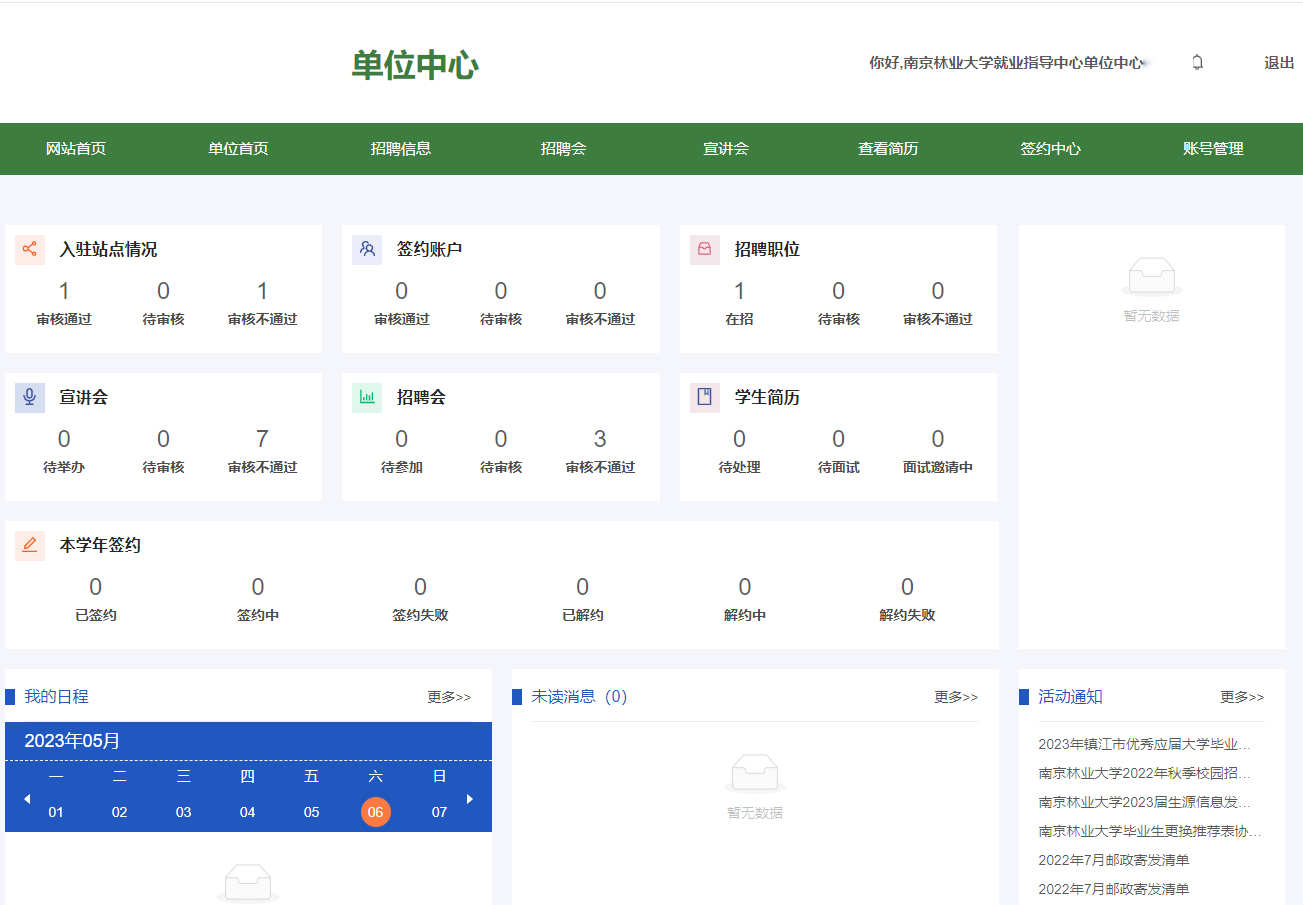 单位中心
你好,南京林业大学就业指导中心单位中心
退出
网站首页 单位首页 招聘信息 招聘会 宣讲会 查看简历 签约中心 账号管理
入驻站点情况
1 0 1
审核通过 待审核 审核不通过
签约账户
0 0 0
审核通过 待审核 审核不通过
招聘职位
1 0 0
在招 待审核 审核不通过
暂无数据
宣讲会
0 0 7
待举办 待审核 审核不通过
招聘会
0 0 3
待参加 待审核 审核不通过
学生简历
0 0 0
待处理 待面试 面试邀请中
本学年签约
0 0 0 0 0 0
已签约 签约中 签约失败 已解约 解约中 解约失败
我的日程 更多>>
2023年05月
一 二 三 四 五 六 日
01 02 03 04 05 06 07
未读消息（0） 更多>>
暂无数据
活动通知 更多>>
2023年镇江市优秀应届大学毕业...
南京林业大学2022年秋季校园招...
南京林业大学2023届生源信息发...
南京林业大学毕业生更换推荐表协...
2022年7月邮政寄发清单
2022年7月邮政寄发清单